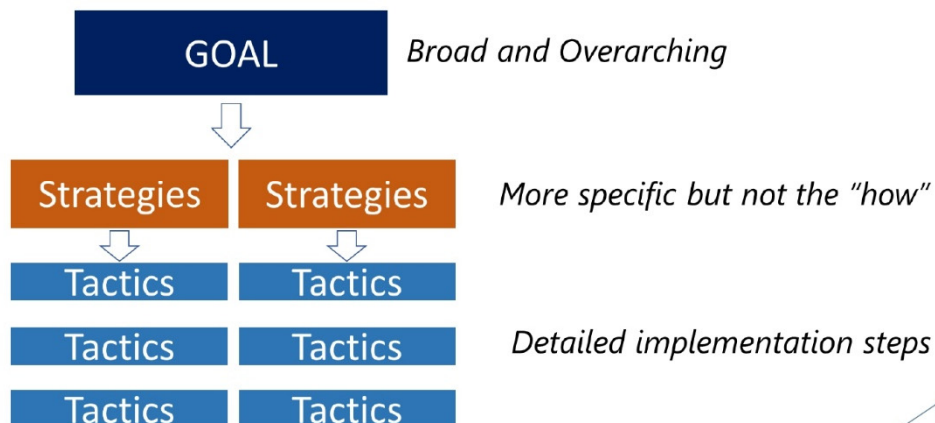 GOAL
Broad and Overarching
Strategies Strategies
More specific but not the “how”
Tactics Tactics
Tactics Tactics
Detailed implementation steps
Tactics Tactics